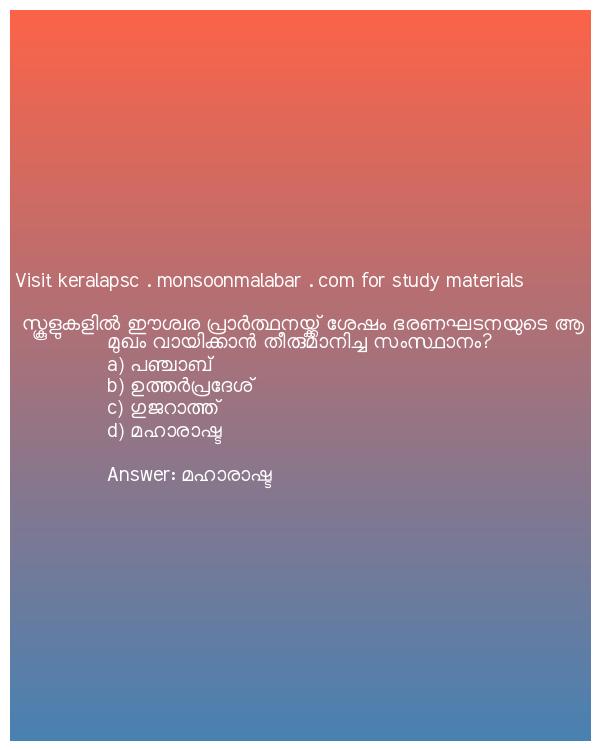 Visit keralapsc . monsoonmalabar . com for study materials
സ്കൂളുകളിൽ ഈശ്വര പ്രാർത്ഥനയ്ക്ക് ശേഷം ഭരണഘടനയുടെ ആ
മുഖം വായിക്കാൻ തീരുമാനിച്ച സംസ്ഥാനം?
a) പഞ്ചാബ്
b) ഉത്തർപ്രദേശ്
c) ഗുജറാത്ത്
d) മഹാരാഷ്ട
Answer: മഹാരാഷ്ട